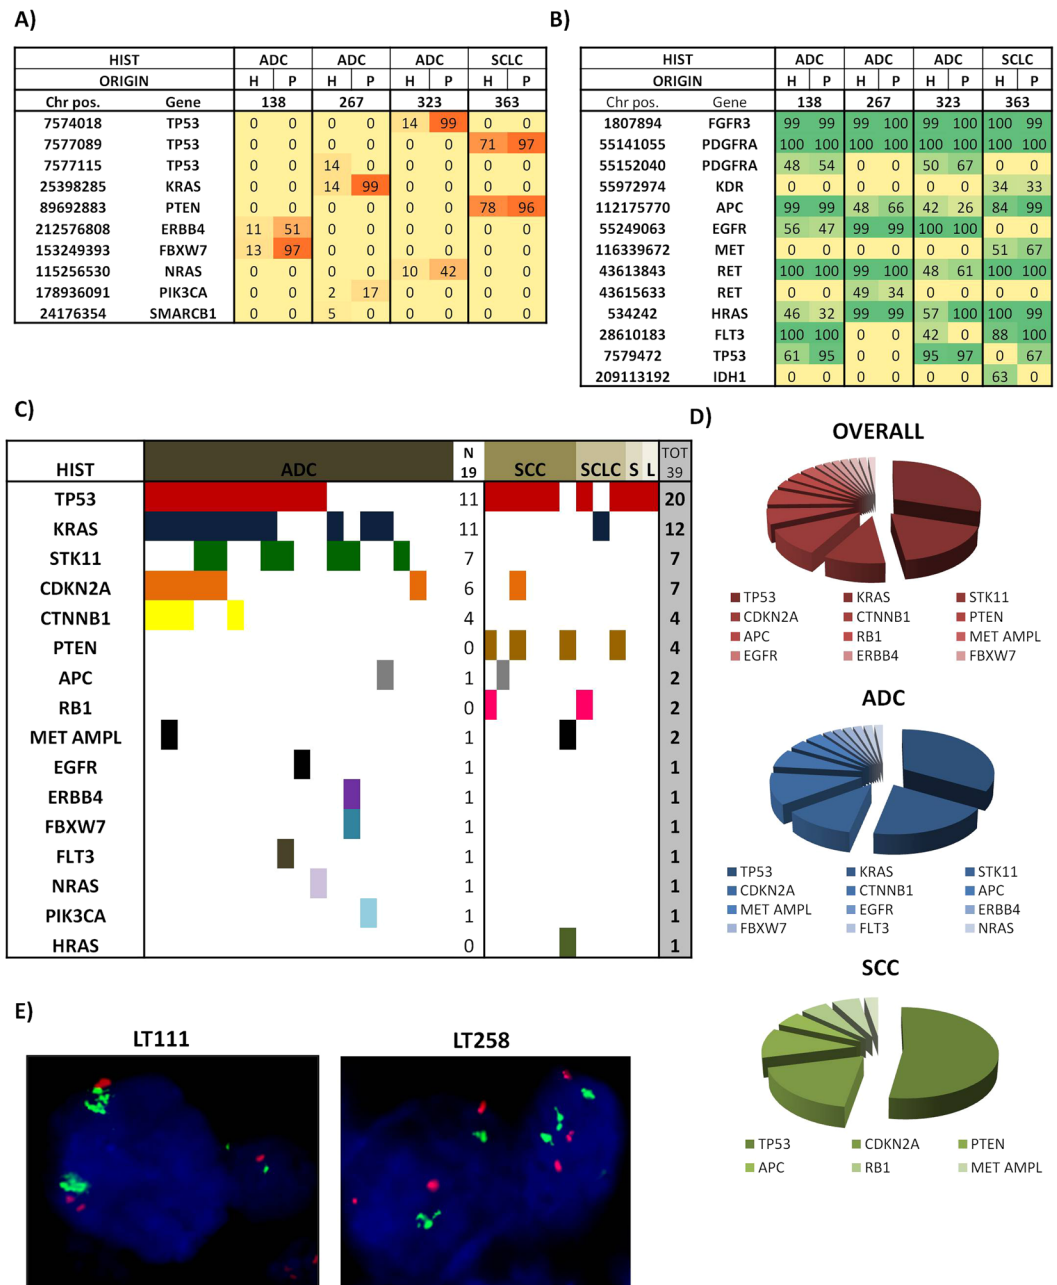 A)
HIST ADC ADC ADC SCLC
ORIGIN H P H P H P H P
Chr pos. Gene 138 267 323 363
7574018 TP53 0 0 0 0 14 99 0 0
7577089 TP53 0 0 0 0 0 0 71 97
7577115 TP53 0 0 14 0 0 0 0
25398285 KRAS 0 0 14 99 0 0 0 0
89692883 PTEN 0 0 0 0 0 0 78 96
212576808 ERBB4 11 51 0 0 0 0 0 0
153249393 FBXW7 13 97 0 0 0 0 0 0
115256530 NRAS 0 0 0 0 10 42 0 0
178936091 PIK3CA 0 0 2 17 0 0 0 0
24176354 SMARCB1 0 0 5 0 0 0 0
B)
HIST ADC ADC ADC SCLC
ORIGIN H P H P H P H P
Chr pos. Gene 138 267 323 363
1807894 FGFR3 99 99 99 100 99 100 100 99
55141055 PDGFRA 100 100 100 100 100 100 100 100
55152040 PDGFRA 48 54 0 0 50 67 0 0
55972974 KDR 0 0 0 0 0 0 34 33
112175770 APC 99 99 48 66 42 26 84 99
55249063 EGFR 56 47 99 99 100 100 0 0
116339672 MET 0 0 0 0 0 0 51 67
43613843 RET 100 100 99 100 48 61 100 100
43615633 RET 0 0 49 34 0 0 0 0
534242 HRAS 46 32 99 99 57 100 100 99
28610183 FLT3 100 100 0 0 42 0 88 100
7579472 TP53 61 95 0 0 95 97 0 67
209113192 IDH1 0 0 0 0 0 0 63 0
C)
HIST ADC N 19 SCC SCLC S L TOT 39
TP53 11 20
KRAS 11 12
STK11 7 7
CDKN2A 6 7
CTNNB1 4 4
PTEN 0 4
APC 1 2
RB1 0 2
MET AMPL 1 2
EGFR 1 1
ERBB4 1 1
FBXW7 1 1
FLT3 1 1
NRAS 1 1
PIK3CA 1 1
HRAS 0 1
D)
OVERALL
TP53 KRAS STK11
CDKN2A CTNNB1 PTEN
APC RB1 MET AMPL
EGFR ERBB4 FBXW7
ADC
TP53 KRAS STK11
CDKN2A CTNNB1 APC
MET AMPL EGFR ERBB4
FBXW7 FLT3 NRAS
SCC
TP53 CDKN2A PTEN
APC RB1 MET AMPL
E)
LT111 LT258